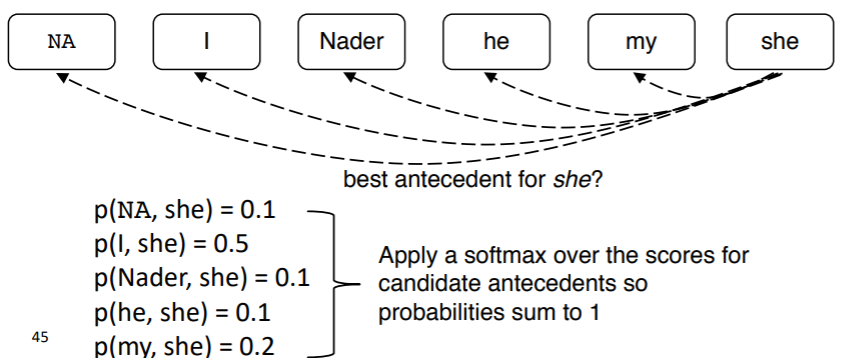 NA I Nader he my she
best antecedent for she?
p(NA, she) = 0.1
p(I, she) = 0.5
p(Nader, she) = 0.1
p(he, she) = 0.1
p(my, she) = 0.2
Apply a softmax over the scores for
candidate antecedents so
probabilities sum to 1
45